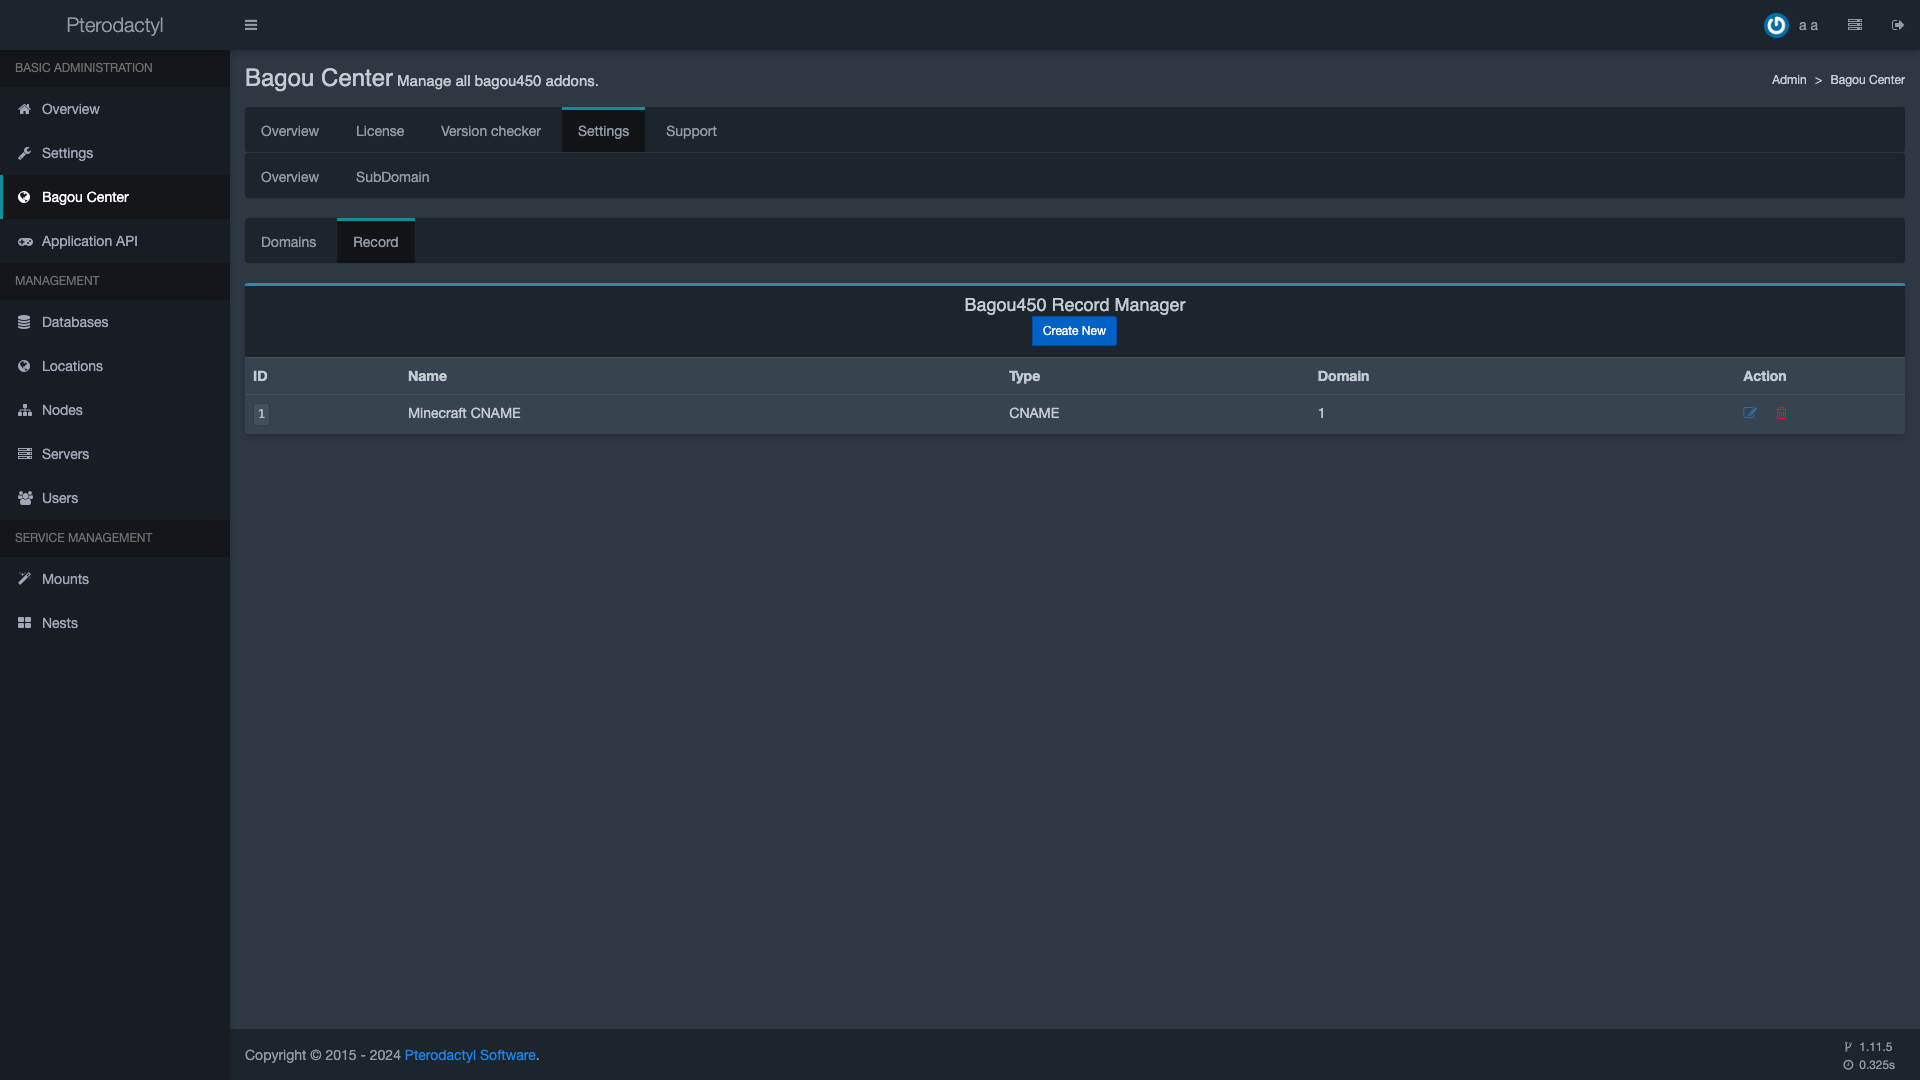 Pterodactyl
a a
BASIC ADMINISTRATION
Overview
Settings
Bagou Center
Application API
MANAGEMENT
Databases
Locations
Nodes
Servers
Users
SERVICE MANAGEMENT
Mounts
Nests
Bagou Center Manage all bagou450 addons.
Admin > Bagou Center
Overview License Version checker Settings Support
Overview SubDomain
Domains Record
Bagou450 Record Manager
Create New
ID Name Type Domain Action
1 Minecraft CNAME CNAME 1
Copyright © 2015 - 2024 Pterodactyl Software.
1.11.5
0.325s